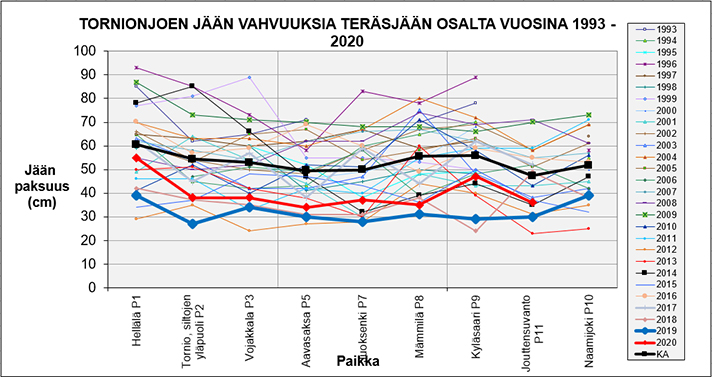 TORNIONJOEN JÄÄN VAHVUUKSIA TERÄSJÄÄN OSALTA VUOSINA 1993 -
2020
100
90
80
70
60
50
40
30
20
10
0
Jään
paksuus
(cm)
Hellälä P1
Tornio, siltojen
yläpuoli P2
Vojakkala P3
Aavasaksa P5
Juoksenki P7
Mämmilä P8
Kyläsaari P9
Jouttensuvanto
P11
Naamijoki P10
Paikka
1993
1994
1995
1996
1997
1998
1999
2000
2001
2002
2003
2004
2005
2006
2007
2008
2009
2010
2011
2012
2013
2014
2015
2016
2017
2018
2019
2020
KA